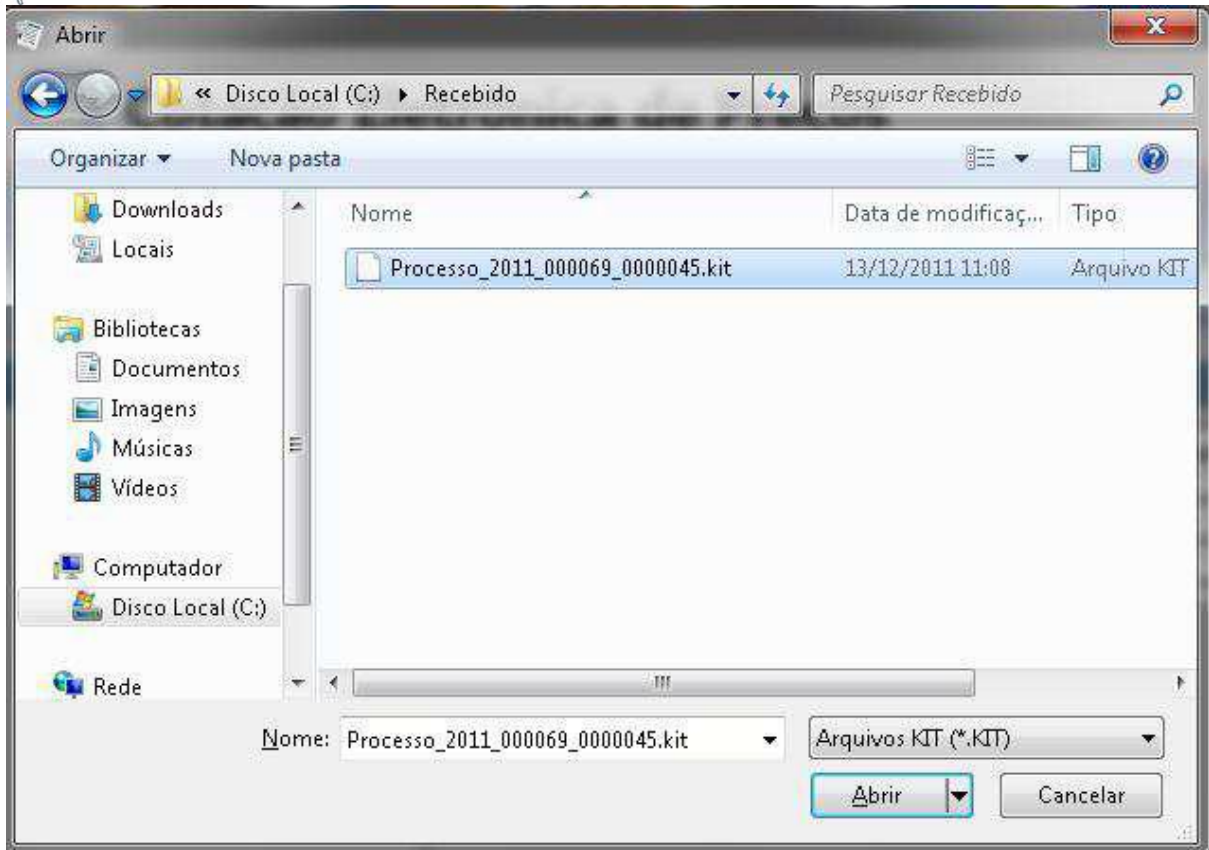 Abrir
« Disco Local (C:) Recebido
Pesquisar Recebido
Organizar Nova pasta
Downloads
Locais
Bibliotecas
Documentos
Imagens
Músicas
Vídeos
Computador
Disco Local (C:)
Rede
Nome Data de modificaç... Tipo
Processo_2011_000069_0000045.kit 13/12/2011 11:08 Arquivo KIT
Nome: Processo_2011_000069_0000045.kit
Arquivos KIT (*.KIT)
Abrir Cancelar